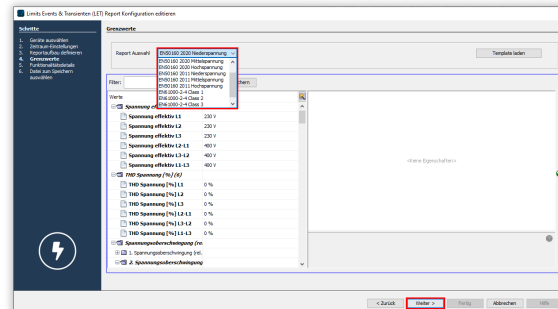 Limits Events & Transienten (LET) Report Konfiguration editieren
Schritte
1. Geräte auswählen
2. Zeitraum-Einstellungen
3. Reportaufbau definieren
4. Grenzwerte
5. Funktionalitätsdetails
6. Datei zum Speichern auswählen
Grenzwerte
Report Auswahl
EN50160 2020 Niederspannung
Template laden
EN50160 2020 Mittelspannung
EN50160 2020 Hochspannung
EN50160 2011 Niederspannung
EN50160 2011 Mittelspannung
EN50160 2011 Hochspannung
EN61000-2-4 Class 1
EN61000-2-4 Class 2
EN61000-2-4 Class 3
Filter:
Werte
Spannung effektiv L1 230 V
Spannung effektiv L2 230 V
Spannung effektiv L3 230 V
Spannung effektiv L2-L1 400 V
Spannung effektiv L3-L2 400 V
Spannung effektiv L1-L3 400 V
<Keine Eigenschaften>
THD Spannung [%] (6)
THD Spannung [%] L1 0 %
THD Spannung [%] L2 0 %
THD Spannung [%] L3 0 %
THD Spannung [%] L2-L1 0 %
THD Spannung [%] L3-L2 0 %
THD Spannung [%] L1-L3 0 %
Spannungsoberschwingung (re
1. Spannungsoberschwingung (rel.
2. Spannungsoberschwingung
< Zurück
Weiter >
Fertig
Abbrechen
Hilfe